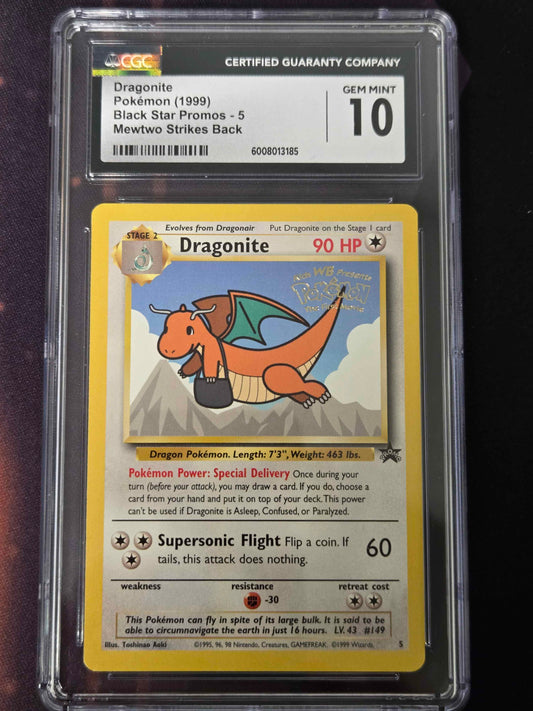 CGC
CERTIFIED GUARANTY COMPANY
Dragonite
Pokémon (1999)
Black Star Promos - 5
Mewtwo Strikes Back
GEM MINT
10
6008013185
Evolves from Dragonair
Put Dragonite on the Stage 1 card
STAGE 2
Dragonite
90 HP
Kids WB Presents
Pokémon
The First Movie
Dragon Pokémon. Length: 7'3", Weight: 463 lbs.
PROMO
Pokémon Power: Special Delivery Once during your
turn (before your attack), you may draw a card. If you do, choose a
card from your hand and put it on top of your deck. This power
can't be used if Dragonite is Asleep, Confused, or Paralyzed.
Supersonic Flight Flip a coin. If
tails, this attack does nothing.
60
weakness
resistance
retreat cost
-30
This Pokémon can fly in spite of its large bulk. It is said to be
able to circumnavigate the earth in just 16 hours. LV. 43 #149
Illus. Toshinao Aoki
©1995, 96, 98 Nintendo, Creatures, GAMEFREAK. ©1999 Wizards.
5